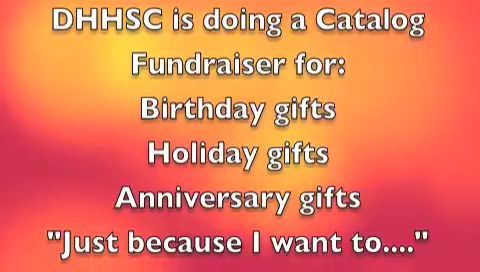 DHHSC is doing a Catalog
Fundraiser for:
Birthday gifts
Holiday gifts
Anniversary gifts
"Just because I want to...."